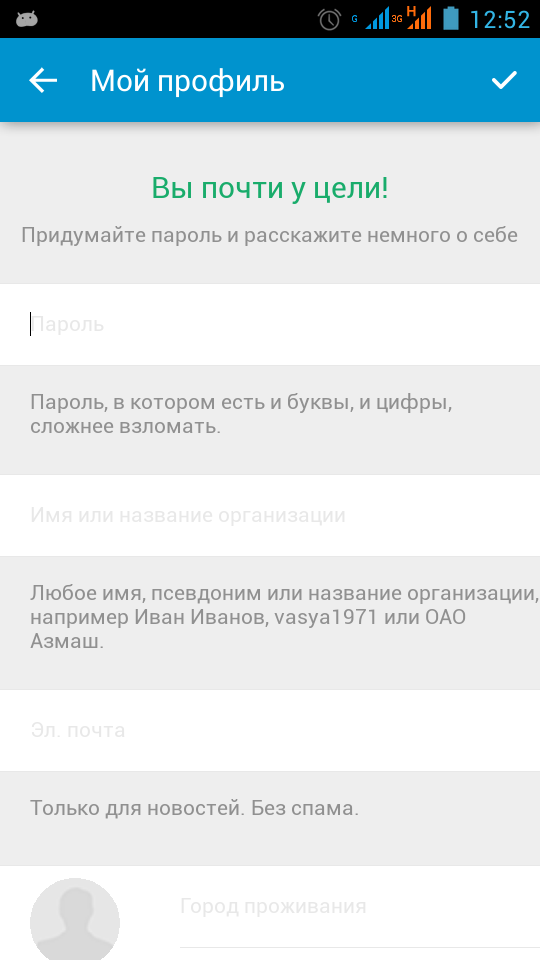 G 3G H 12:52
Мой профиль
Вы почти у цели!
Придумайте пароль и расскажите немного о себе
Пароль
Пароль, в котором есть и буквы, и цифры,
сложнее взломать.
Имя или название организации
Любое имя, псевдоним или название организации,
например Иван Иванов, vasya1971 или ОАО
Азмаш.
Эл. почта
Только для новостей. Без спама.
Город проживания